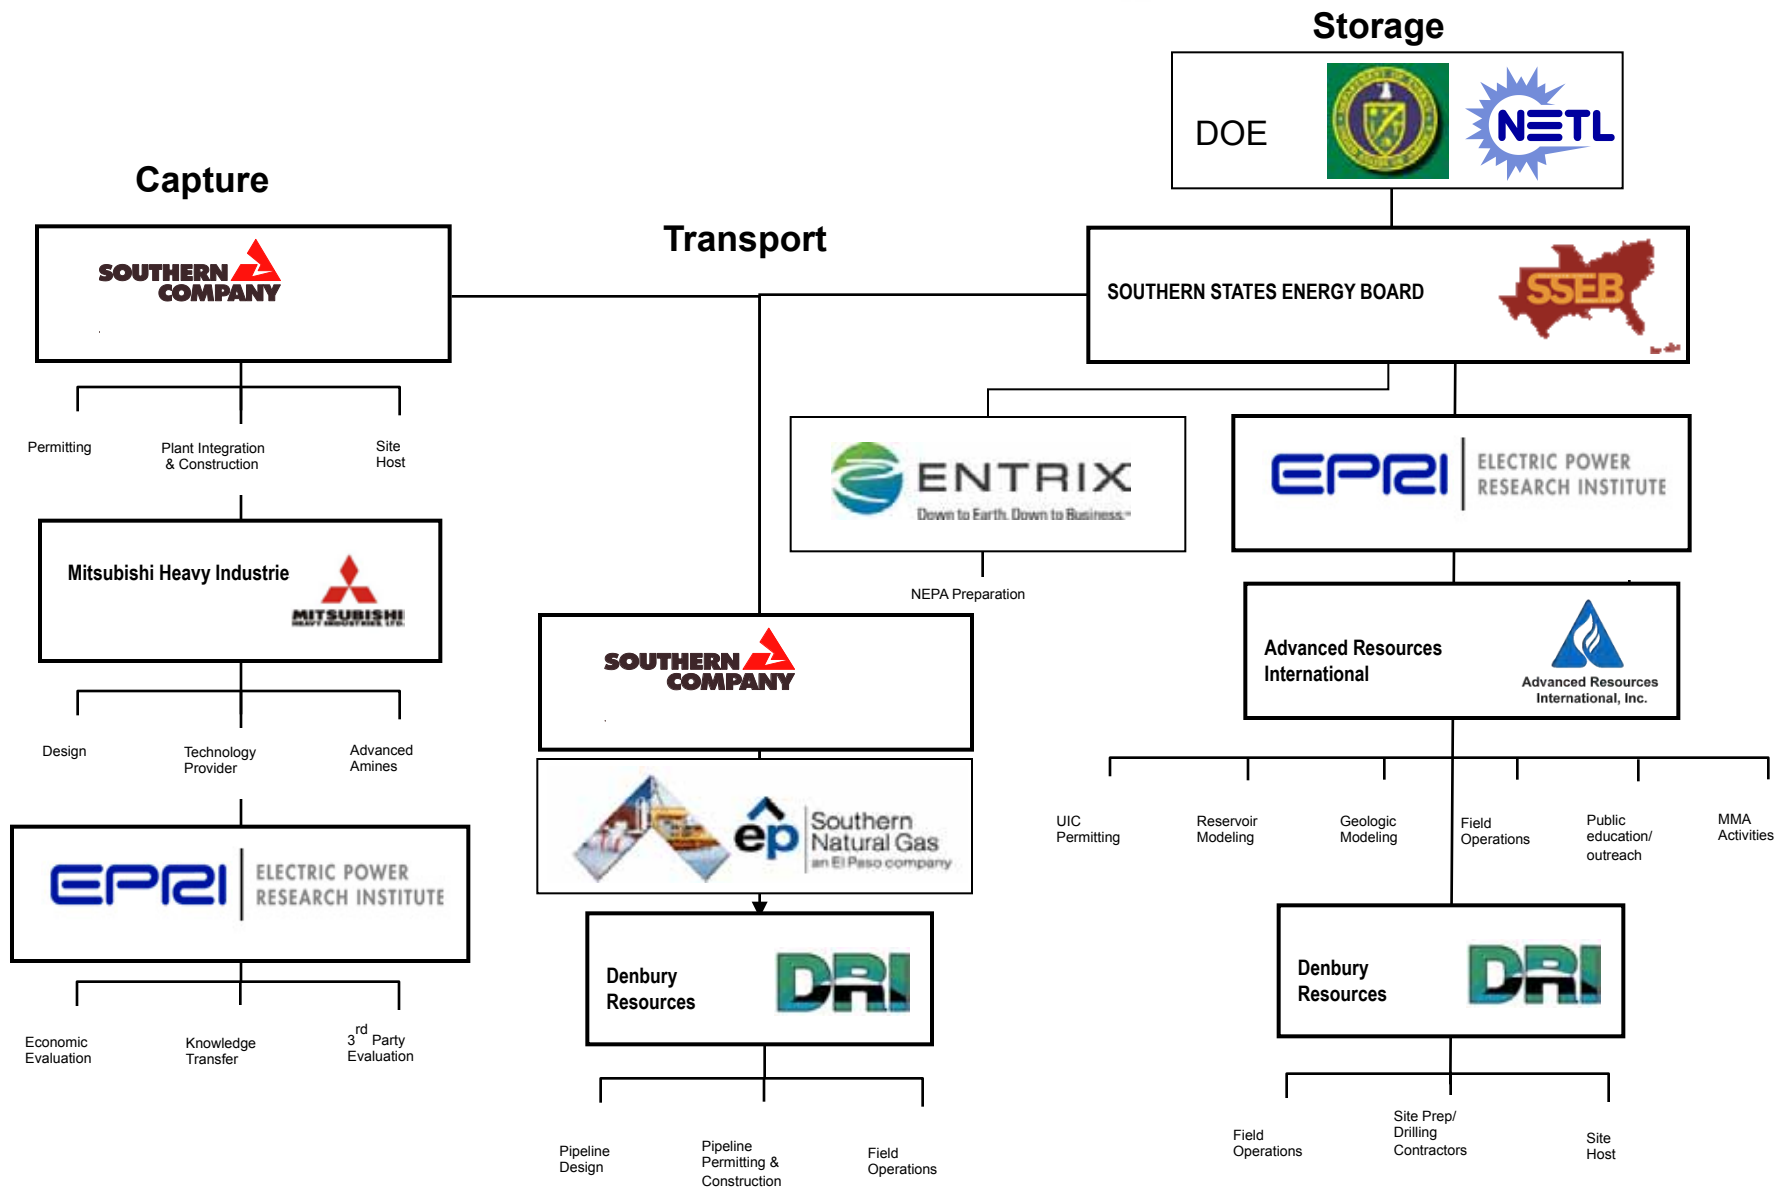 Storage
DOE
NETL
Capture
SOUTHERN
COMPANY
.
Permitting
Plant Integration
& Construction
Site
Host
Mitsubishi Heavy Industrie
MITSUBISHI
HEAVY INDUSTRIES, LTD.
Design
Technology
Provider
Advanced
Amines
EPRI
ELECTRIC POWER
RESEARCH INSTITUTE
Economic
Evaluation
Knowledge
Transfer
3rd Party
Evaluation
Transport
SOUTHERN
COMPANY
.
ep
Southern
Natural Gas
an El Paso company
Denbury
Resources
DRI
Pipeline
Design
Pipeline
Permitting &
Construction
Field
Operations
SOUTHERN STATES ENERGY BOARD
SSEB
ENTRIX
Down to Earth. Down to Business.™
NEPA Preparation
EPRI
ELECTRIC POWER
RESEARCH INSTITUTE
Advanced Resources
International
Advanced Resources
International, Inc.
UIC
Permitting
Reservoir
Modeling
Geologic
Modeling
Field
Operations
Public
education/
outreach
MMA
Activities
Denbury
Resources
DRI
Field
Operations
Site Prep/
Drilling
Contractors
Site
Host